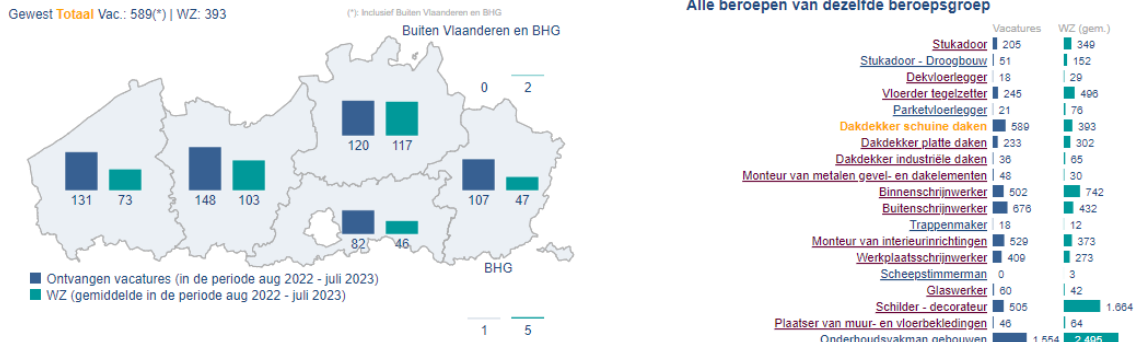 Gewest Totaal Vac.: 589(*) | WZ: 393
(*): Inclusief Buiten Vlaanderen en BHG
Buiten Vlaanderen en BHG
0 2
120 117
131 73
148 103
107 47
82 46
BHG
Ontvangen vacatures (in de periode aug 2022 - juli 2023)
WZ (gemiddelde in de periode aug 2022 - juli 2023)
1 5
Alle beroepen van dezelfde beroepsgroep
Vacatures WZ (gem.)
Stukadoor 205 349
Stukadoor - Droogbouw 51 152
Dekvloerlegger 18 29
Vloerder tegelzetter 245 496
Parketvloerlegger 21 76
Dakdekker schuine daken 589 393
Dakdekker platte daken 233 302
Dakdekker industriële daken 36 65
Monteur van metalen gevel- en dakelementen 48 30
Binnenschrijnwerker 502 742
Buitenschrijnwerker 676 432
Trappenmaker 18 12
Monteur van interieurinrichtingen 529 373
Werkplaatsschrijnwerker 409 273
Scheepstimmerman 0 3
Glaswerker 60 42
Schilder - decorateur 505 1.664
Plaatser van muur- en vloerbekledingen 46 64
Onderhoudsvakman gebouwen 1.554 2.495